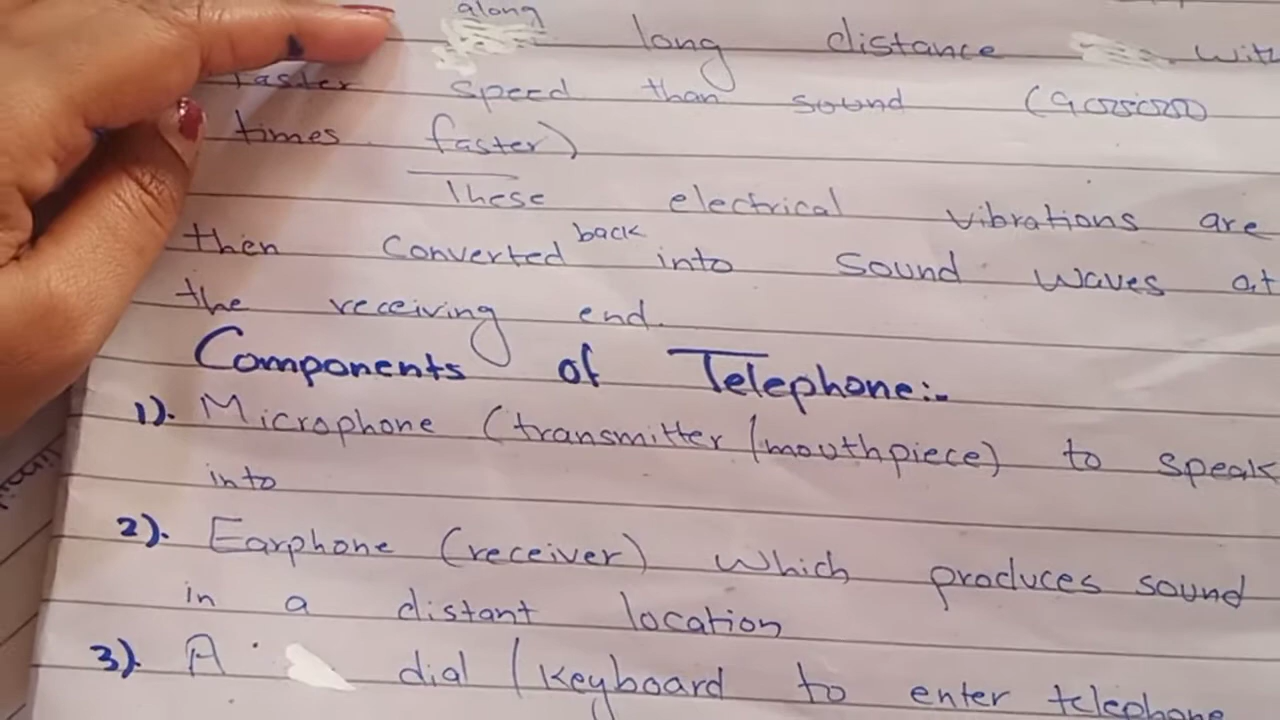 along
long distance with
faster speed than sound
times faster)
These electrical vibrations are
then converted back into sound waves at
the receiving end.
Components of Telephone:-
1). Microphone (transmitter/mouthpiece) to speak
into
2). Earphone (receiver) which produces sound
in a distant location
3). A dial/keyboard to enter telephone